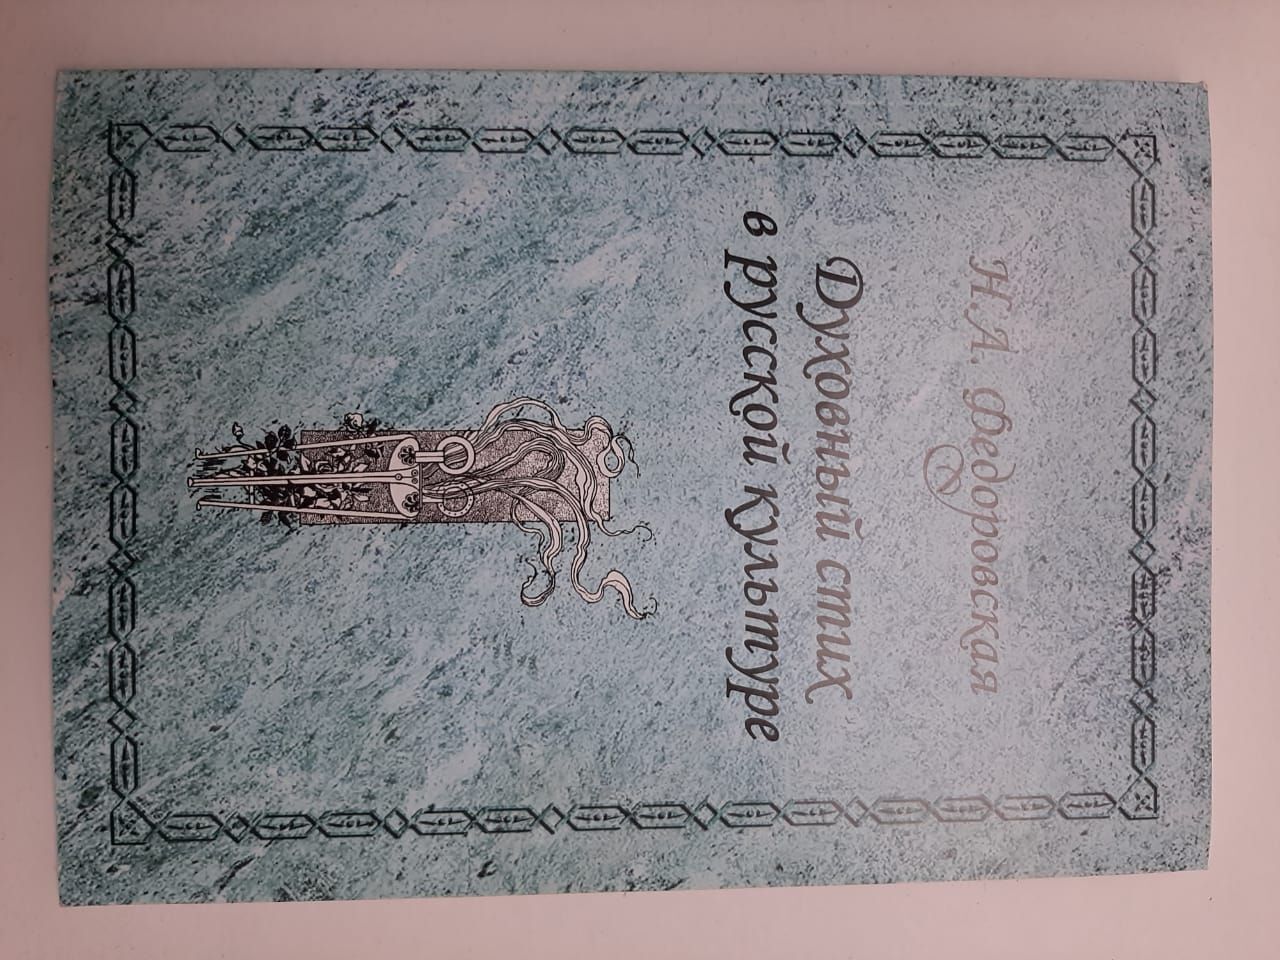 Н.А. Федоровская
Духовный стих
в русской культуре